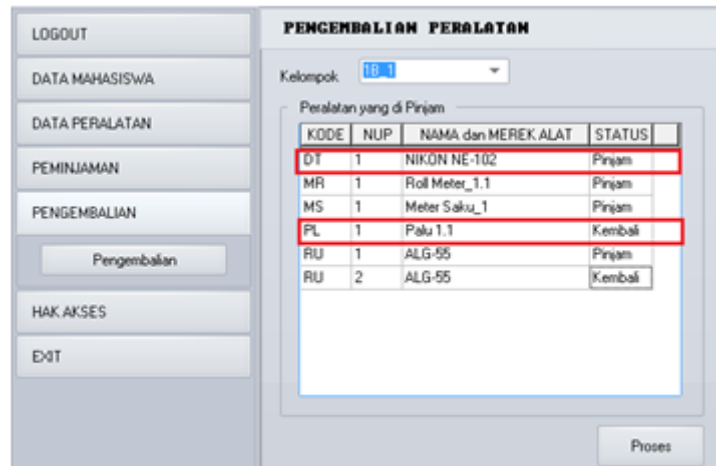 LOGOUT
DATA MAHASISWA
DATA PERALATAN
PEMINJAMAN
PENGEMBALIAN
Pengembalian
HAK AKSES
EXIT
PENGEMBALIAN PERALATAN
Kelompok 1B_1
Peralatan yang di Pinjam
KODE NUP NAMA dan MEREK ALAT STATUS
DT 1 NIKON NE-102 Pinjam
MR 1 Roll Meter_1.1 Pinjam
MS 1 Meter Saku_1 Pinjam
PL 1 Palu 1.1 Kembali
RU 1 ALG-55 Pinjam
RU 2 ALG-55 Kembali
Proses